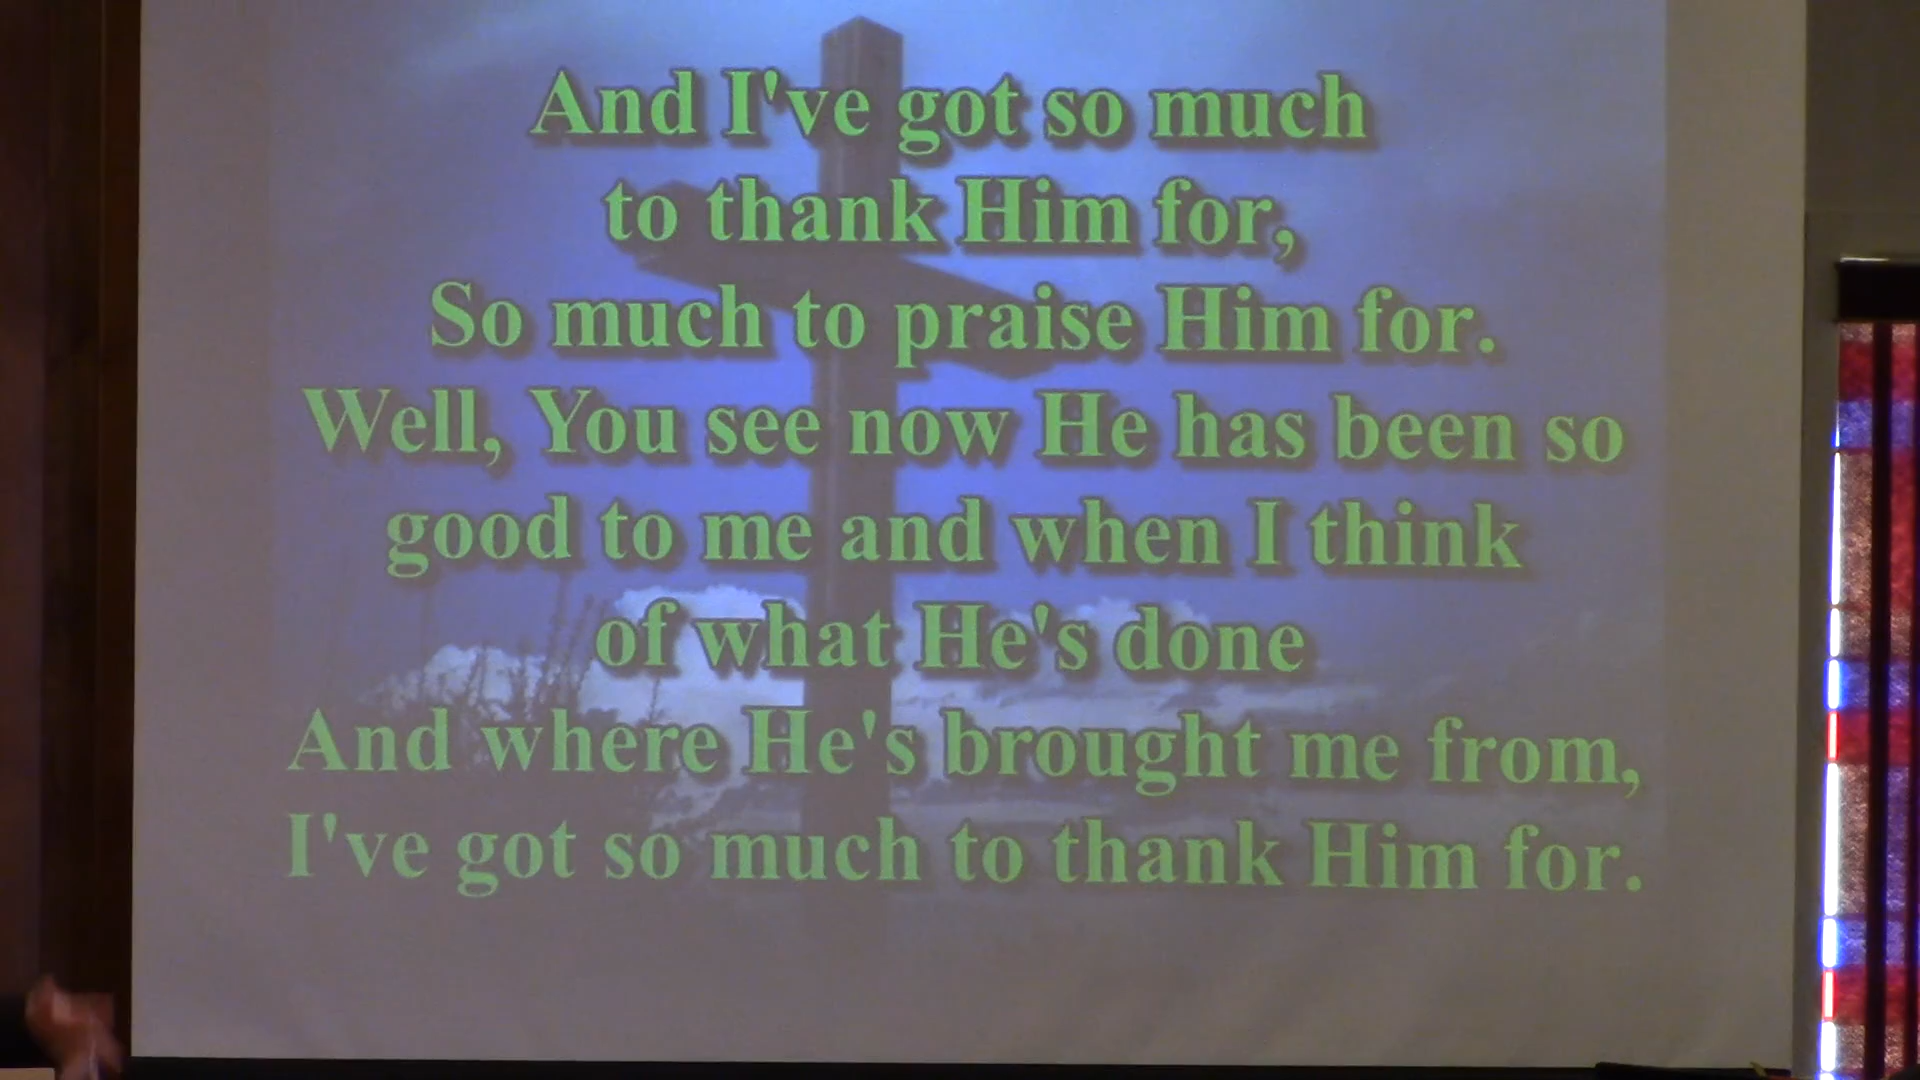 And I've got so much
to thank Him for,
So much to praise Him for.
Well, You see now He has been so
good to me and when I think
of what He's done
And where He's brought me from,
I've got so much to thank Him for.